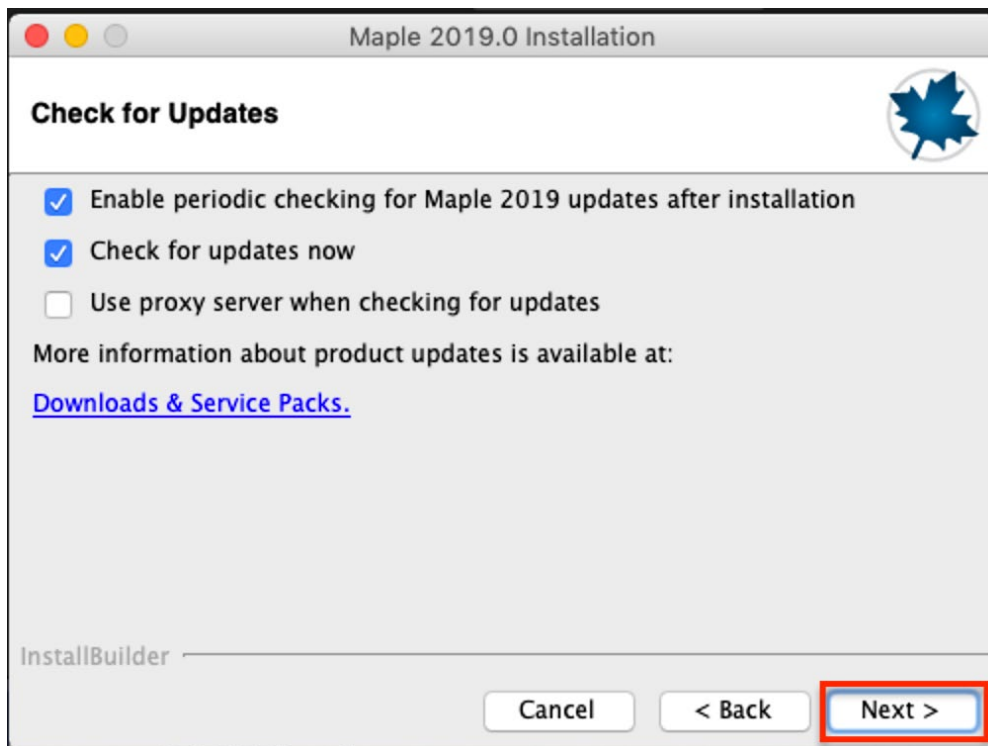 Maple 2019.0 Installation
Check for Updates
Enable periodic checking for Maple 2019 updates after installation
Check for updates now
Use proxy server when checking for updates
More information about product updates is available at:
Downloads & Service Packs.
InstallBuilder
Cancel
< Back
Next >